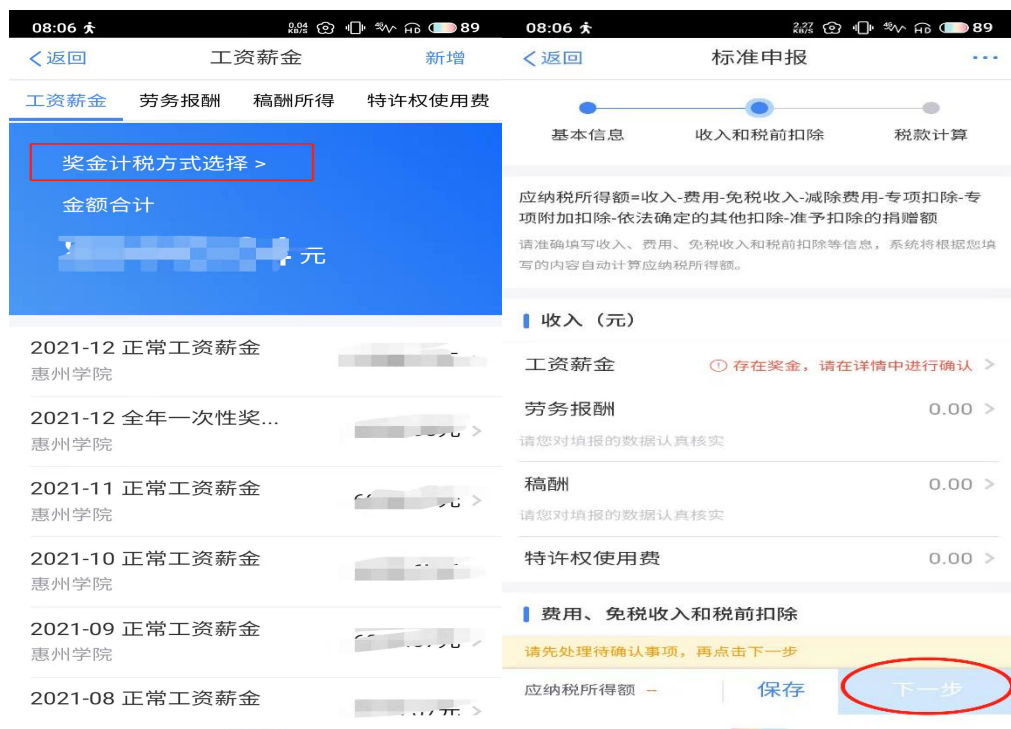 08:06
0.04 KB/S
HD
89
返回
工资薪金
新增
工资薪金
劳务报酬
稿酬所得
特许权使用费
奖金计税方式选择 >
金额合计
元
2021-12 正常工资薪金
惠州学院
2021-12 全年一次性奖...
惠州学院
2021-11 正常工资薪金
惠州学院
2021-10 正常工资薪金
惠州学院
2021-09 正常工资薪金
惠州学院
2021-08 正常工资薪金
08:06
2.27 KB/S
HD
89
返回
标准申报
...
基本信息
收入和税前扣除
税款计算
应纳税所得额=收入-费用-免税收入-减除费用-专项扣除-专
项附加扣除-依法确定的其他扣除-准予扣除的捐赠额
请准确填写收入、费用、免税收入和税前扣除等信息，系统将根据您填
写的内容自动计算应纳税所得额。
收入（元）
工资薪金
存在奖金，请在详情中进行确认 >
劳务报酬
0.00 >
请您对填报的数据认真核实
稿酬
0.00 >
请您对填报的数据认真核实
特许权使用费
0.00 >
费用、免税收入和税前扣除
请先处理待确认事项，再点击下一步
应纳税所得额 --
保存
下一步